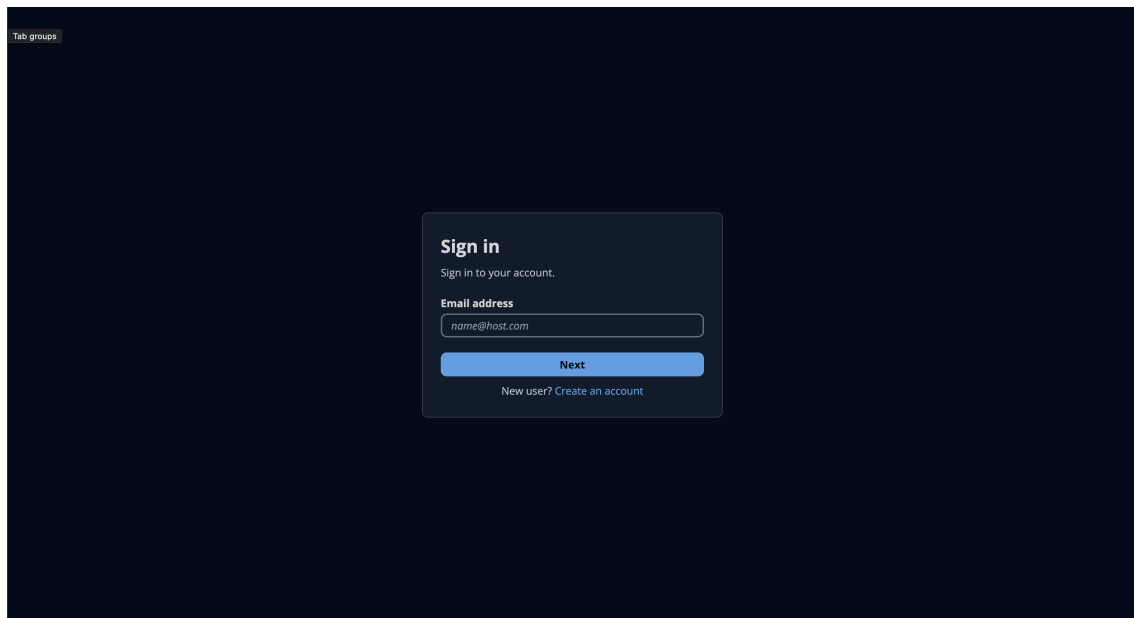 Tab groups
Sign in
Sign in to your account.
Email address
name@host.com
Next
New user? Create an account